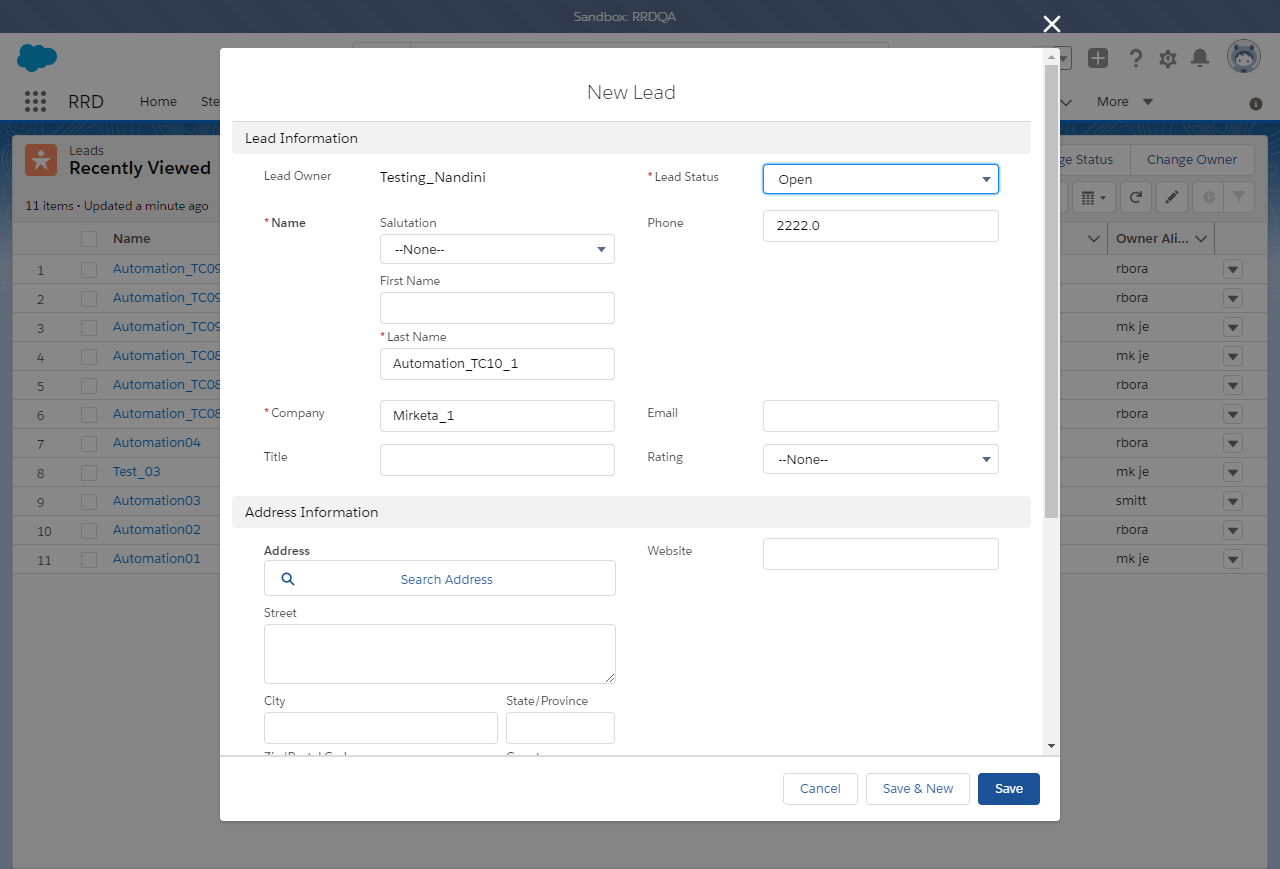 Sandbox: RRDQA
RRD
Home
Ste
More
Leads
Recently Viewed
11 items • Updated a minute ago
ge Status
Change Owner
Name
Owner Ali...
1 Automation_TC09 rbora
2 Automation_TC09 rbora
3 Automation_TC09 mk je
4 Automation_TC08 mk je
5 Automation_TC08 rbora
6 Automation_TC08 rbora
7 Automation04 rbora
8 Test_03 mk je
9 Automation03 smitt
10 Automation02 rbora
11 Automation01 mk je
New Lead
Lead Information
Lead Owner Testing_Nandini
* Lead Status Open
* Name
Salutation
--None--
Phone 2222.0
First Name
* Last Name
Automation_TC10_1
* Company Mirketa_1
Email
Title
Rating --None--
Address Information
Address
Website
Search Address
Street
City
State/Province
Cancel
Save & New
Save